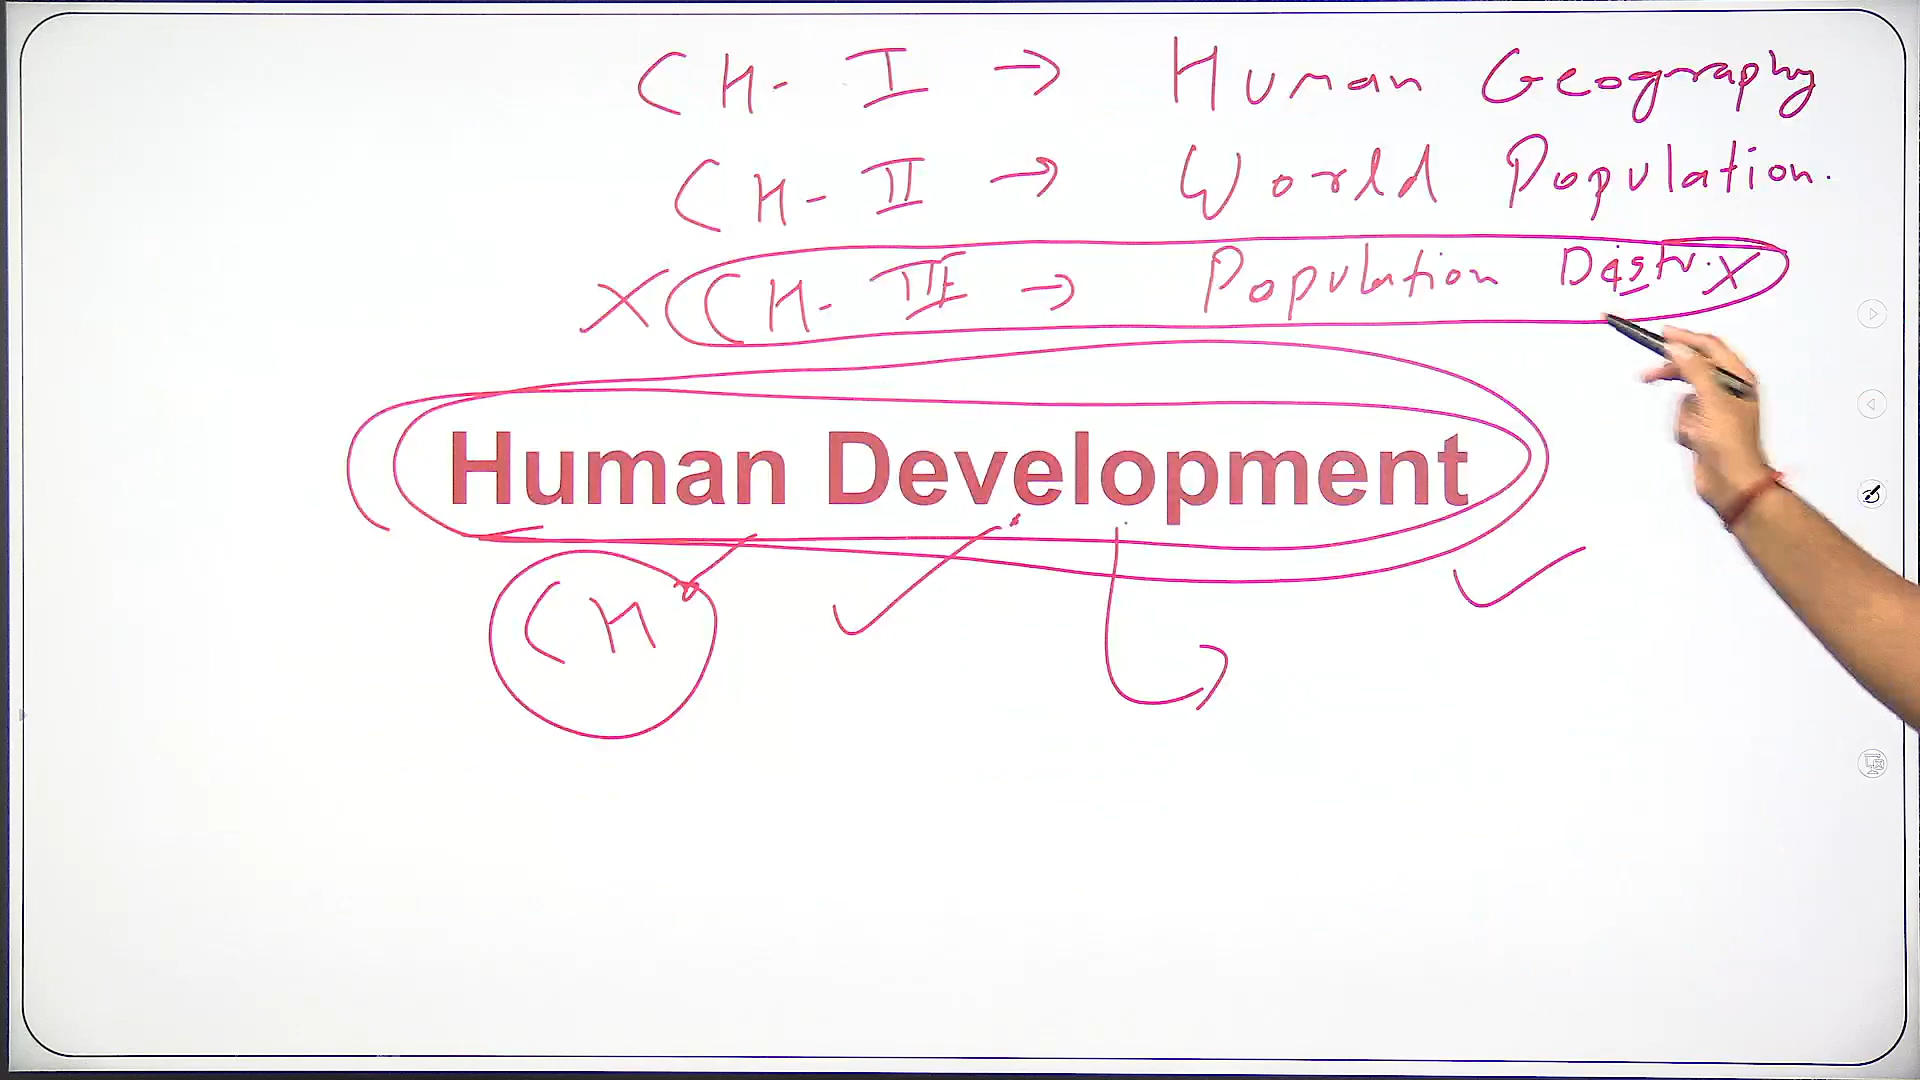 CH- I → Human Geography
CH- II → World Population.
X CH- III → Population Distr. X
Human Development
CH